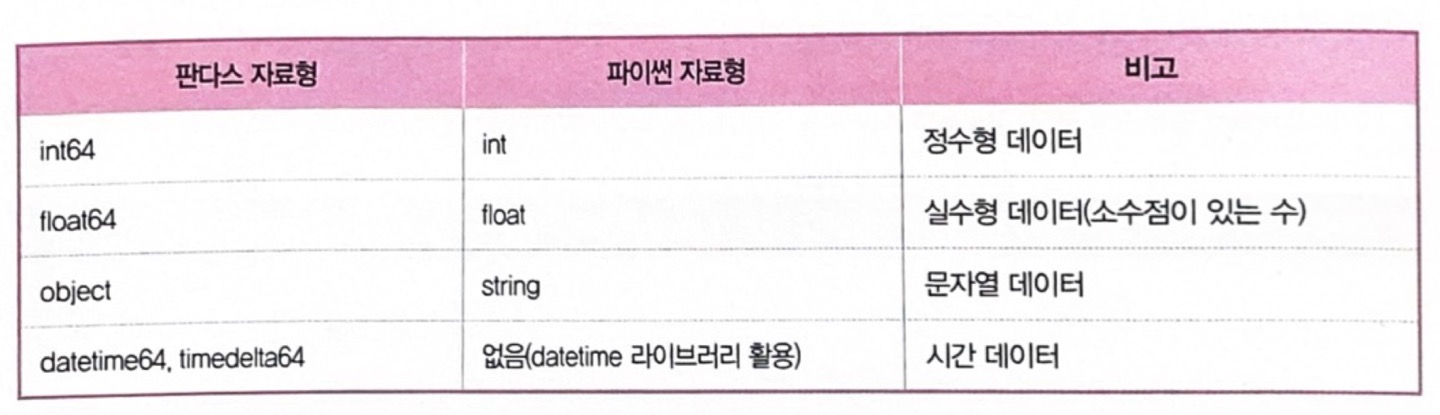 판다스 자료형 파이썬 자료형 비고
int64 int 정수형 데이터
float64 float 실수형 데이터(소수점이 있는 수)
object string 문자열 데이터
datetime64, timedelta64 없음(datetime 라이브러리 활용) 시간 데이터